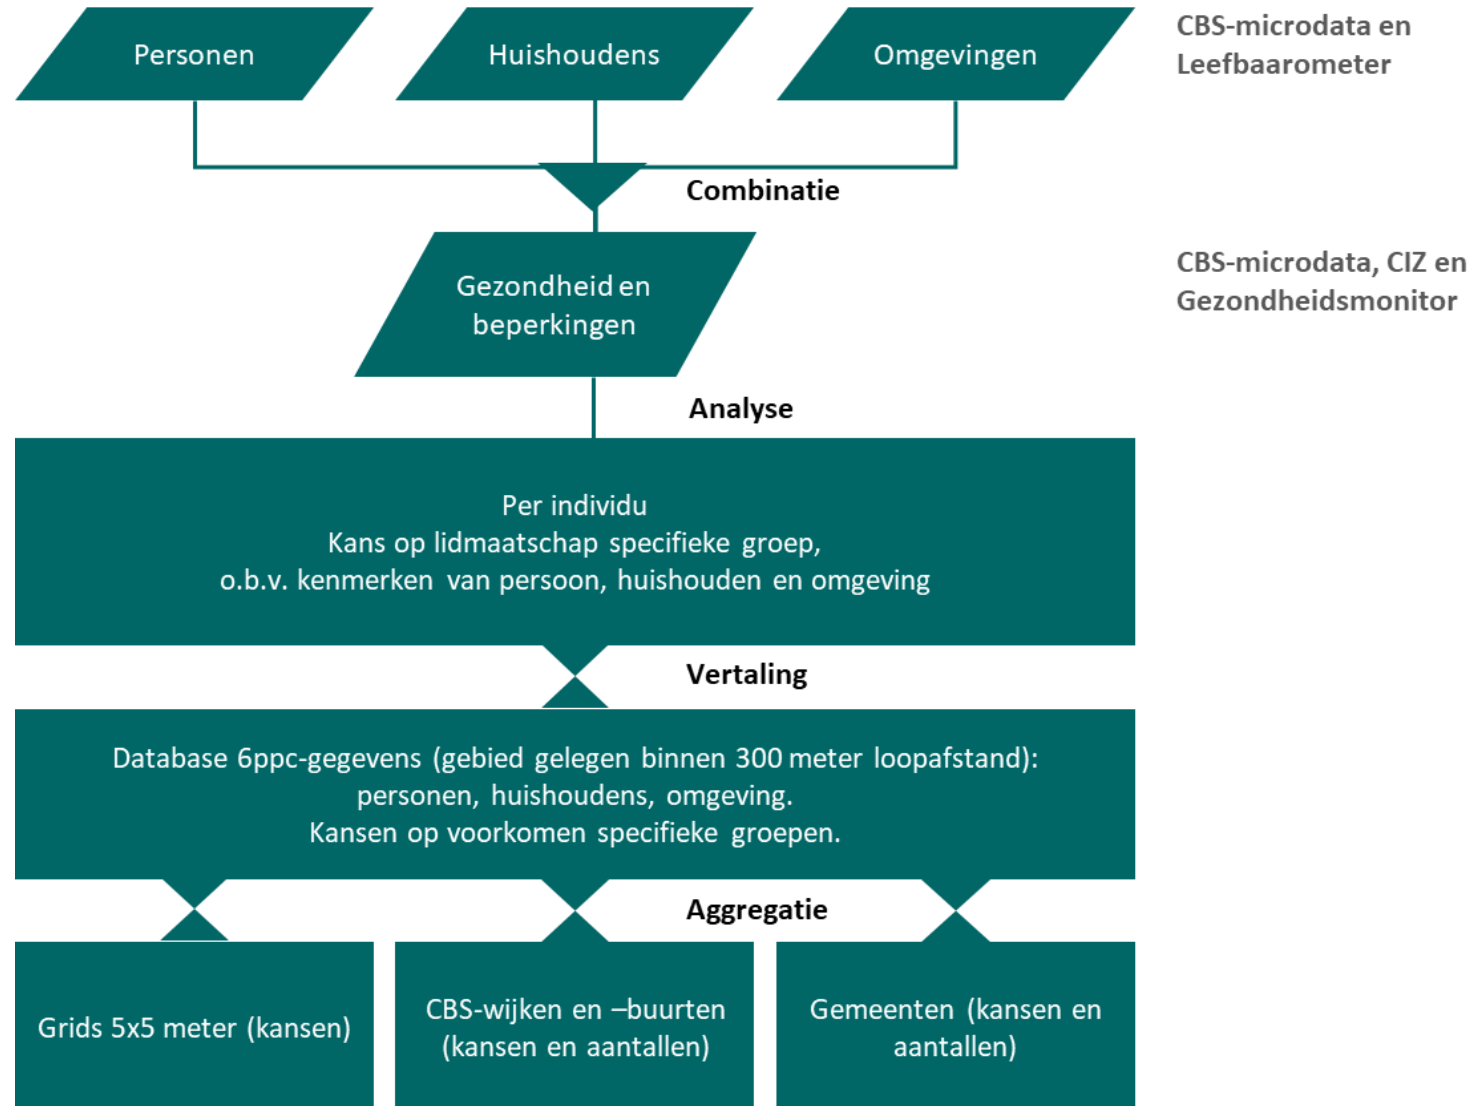 Personen
Huishoudens
Omgevingen
CBS-microdata en
Leefbaarometer
Combinatie
Gezondheid en
beperkingen
CBS-microdata, CIZ en
Gezondheidsmonitor
Analyse
Per individu
Kans op lidmaatschap specifieke groep,
o.b.v. kenmerken van persoon, huishouden en omgeving
Vertaling
Database 6ppc-gegevens (gebied gelegen binnen 300 meter loopafstand):
personen, huishoudens, omgeving.
Kansen op voorkomen specifieke groepen.
Aggregatie
Grids 5x5 meter (kansen)
CBS-wijken en –buurten
(kansen en aantallen)
Gemeenten (kansen en
aantallen)